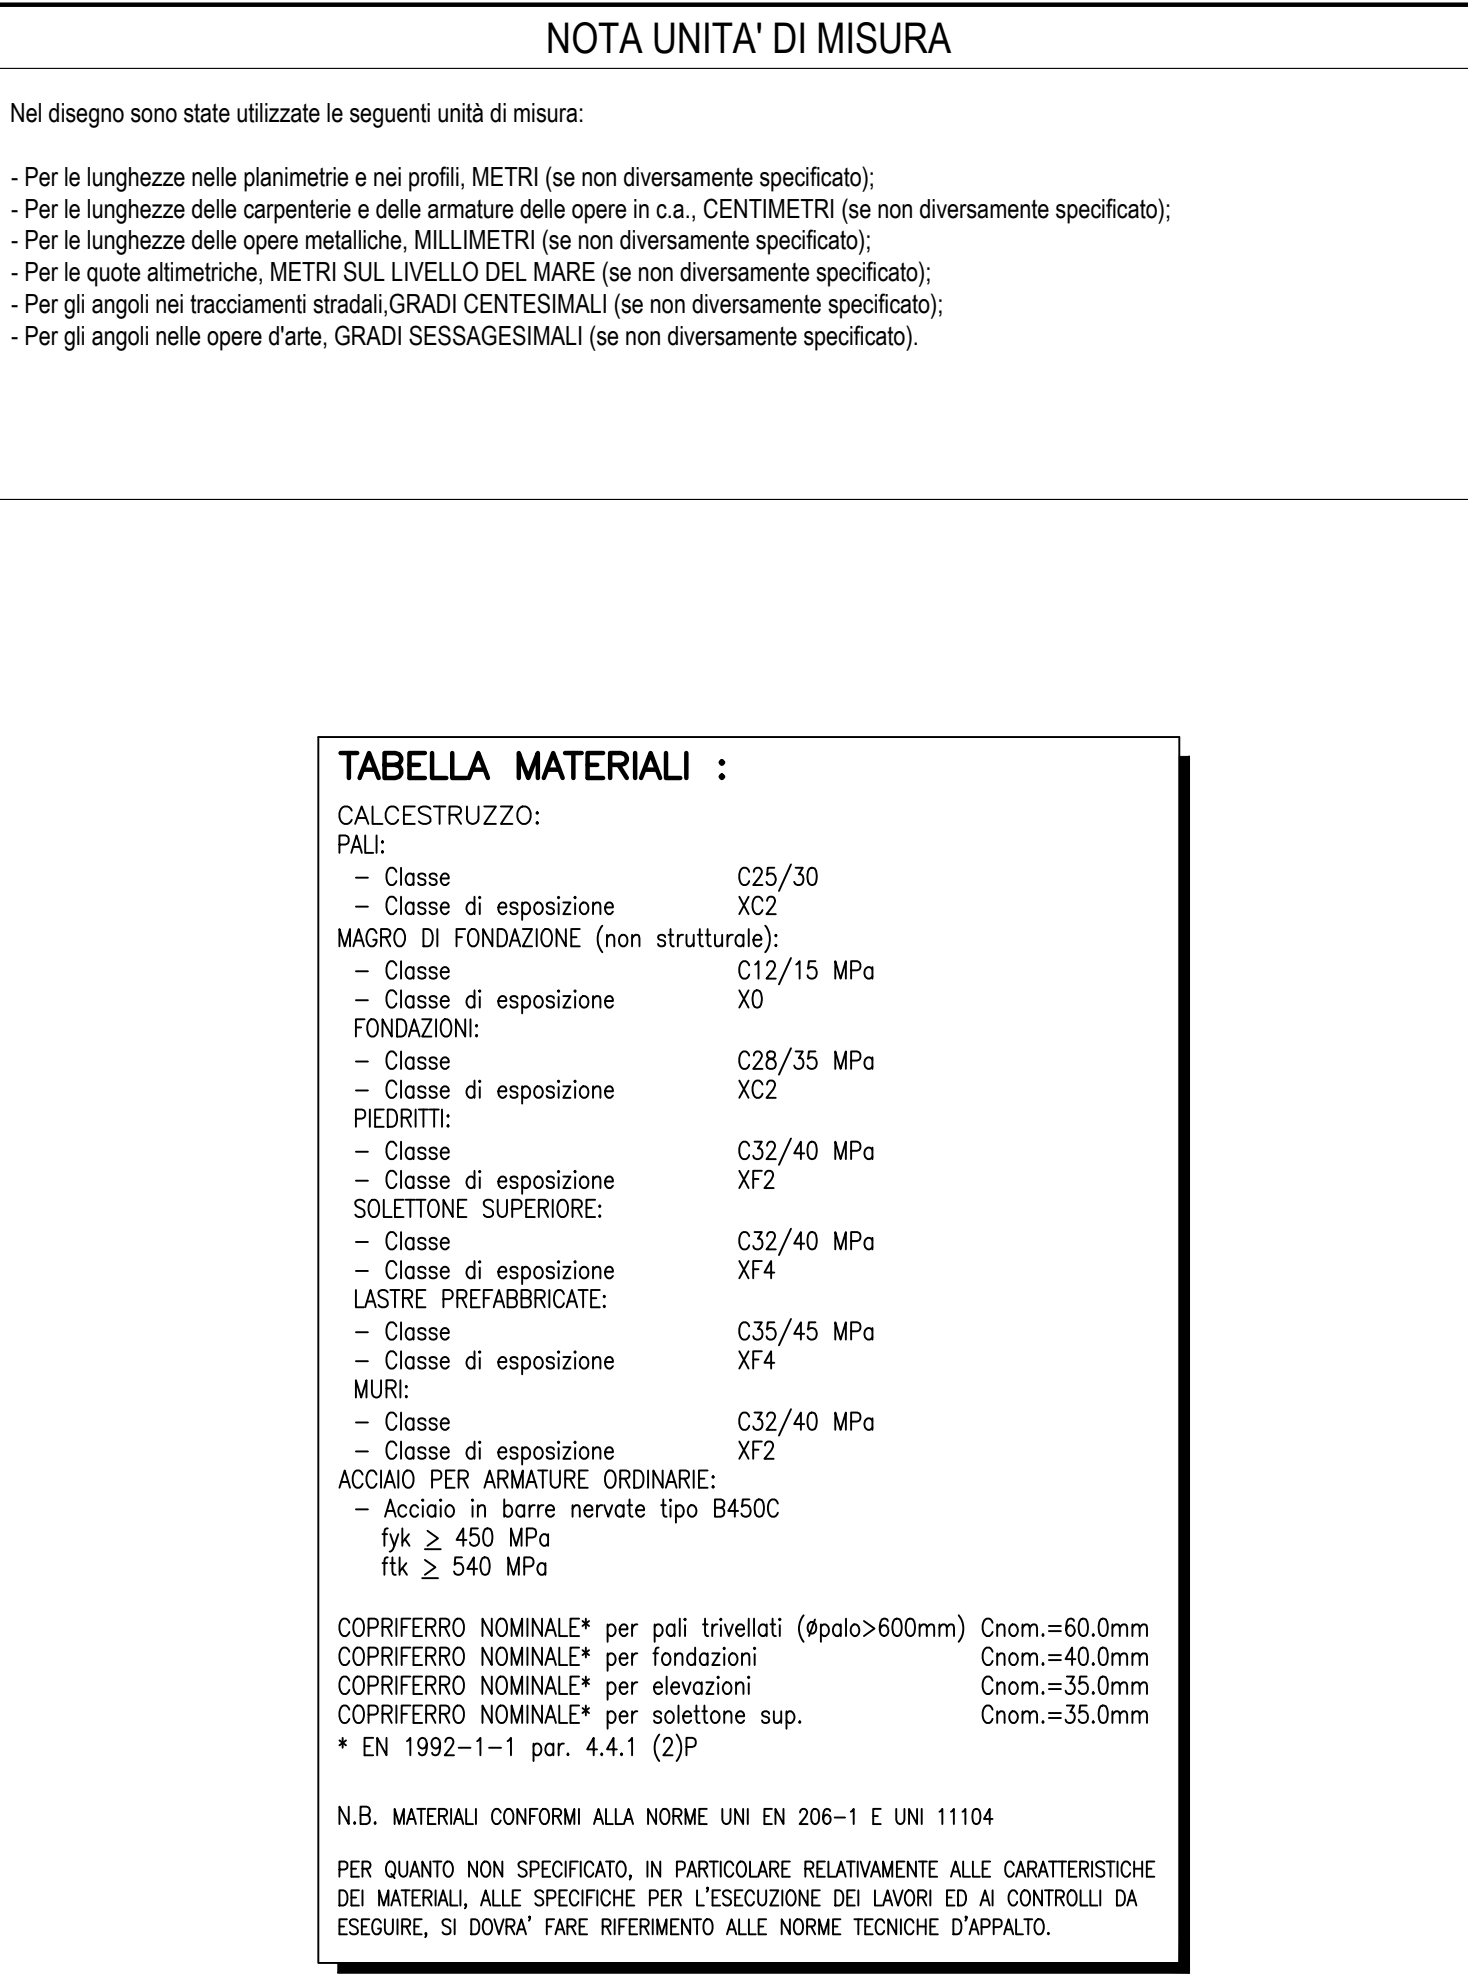 NOTA UNITA' DI MISURA
Nel disegno sono state utilizzate le seguenti unità di misura:
- Per le lunghezze nelle planimetrie e nei profili, METRI (se non diversamente specificato);
- Per le lunghezze delle carpenterie e delle armature delle opere in c.a., CENTIMETRI (se non diversamente specificato);
- Per le lunghezze delle opere metalliche, MILLIMETRI (se non diversamente specificato);
- Per le quote altimetriche, METRI SUL LIVELLO DEL MARE (se non diversamente specificato);
- Per gli angoli nei tracciamenti stradali,GRADI CENTESIMALI (se non diversamente specificato);
- Per gli angoli nelle opere d'arte, GRADI SESSAGESIMALI (se non diversamente specificato).
TABELLA MATERIALI :
CALCESTRUZZO:
PALI:
– Classe C25/30
– Classe di esposizione XC2
MAGRO DI FONDAZIONE (non strutturale):
– Classe C12/15 MPa
– Classe di esposizione X0
FONDAZIONI:
– Classe C28/35 MPa
– Classe di esposizione XC2
PIEDRITTI:
– Classe C32/40 MPa
– Classe di esposizione XF2
SOLETTONE SUPERIORE:
– Classe C32/40 MPa
– Classe di esposizione XF4
LASTRE PREFABBRICATE:
– Classe C35/45 MPa
– Classe di esposizione XF4
MURI:
– Classe C32/40 MPa
– Classe di esposizione XF2
ACCIAIO PER ARMATURE ORDINARIE:
– Acciaio in barre nervate tipo B450C
fyk ≥ 450 MPa
ftk ≥ 540 MPa
COPRIFERRO NOMINALE* per pali trivellati (øpalo>600mm) Cnom.=60.0mm
COPRIFERRO NOMINALE* per fondazioni Cnom.=40.0mm
COPRIFERRO NOMINALE* per elevazioni Cnom.=35.0mm
COPRIFERRO NOMINALE* per solettone sup. Cnom.=35.0mm
* EN 1992–1–1 par. 4.4.1 (2)P
N.B. MATERIALI CONFORMI ALLA NORME UNI EN 206–1 E UNI 11104
PER QUANTO NON SPECIFICATO, IN PARTICOLARE RELATIVAMENTE ALLE CARATTERISTICHE
DEI MATERIALI, ALLE SPECIFICHE PER L'ESECUZIONE DEI LAVORI ED AI CONTROLLI DA
ESEGUIRE, SI DOVRA' FARE RIFERIMENTO ALLE NORME TECNICHE D'APPALTO.